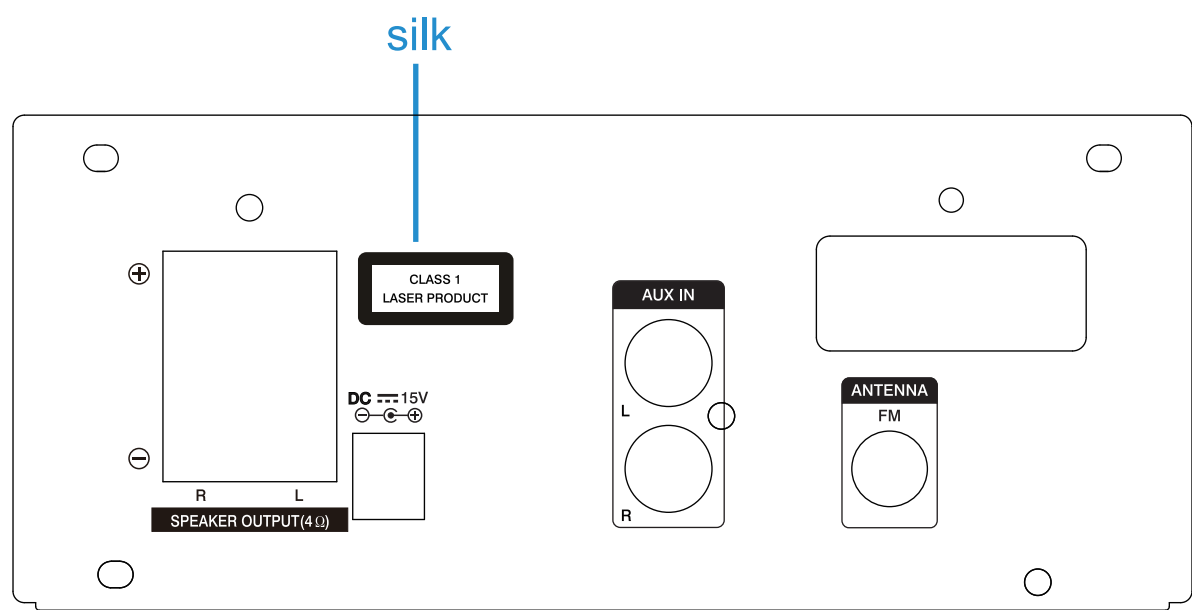 silk
CLASS 1
LASER PRODUCT
AUX IN
L
R
DC 15V
ANTENNA
FM
R L
SPEAKER OUTPUT(4Ω)